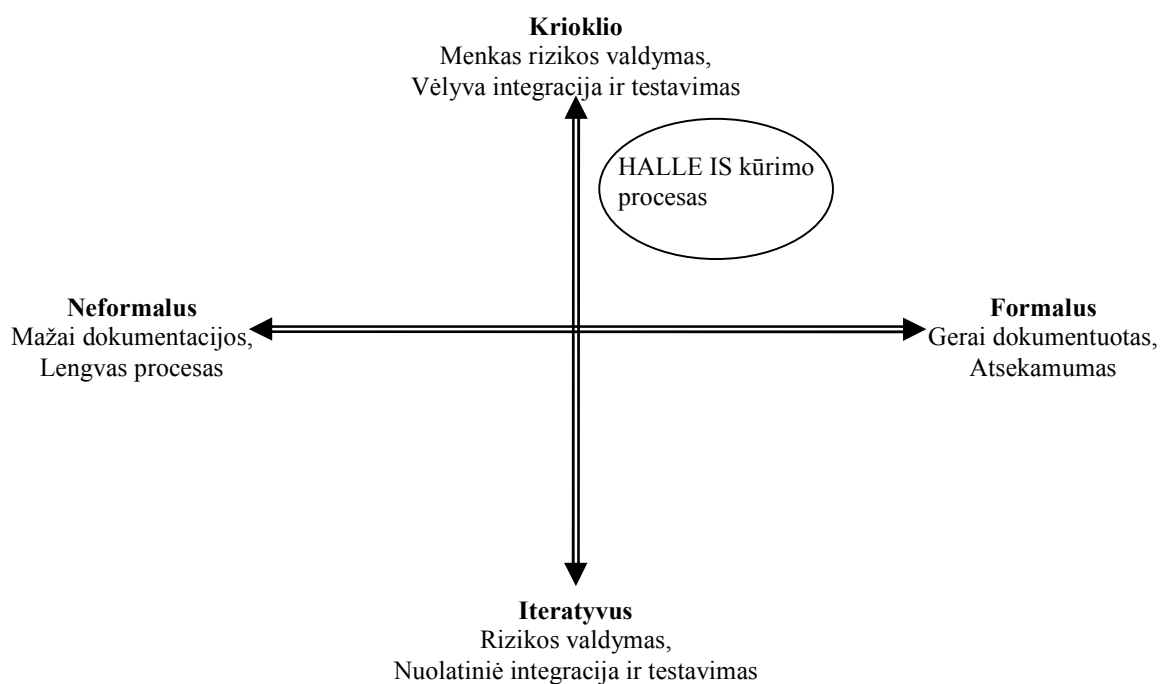 Krioklio
Menkas rizikos valdymas,
Vėlyva integracija ir testavimas
HALLE IS kūrimo
procesas
Neformalus
Mažai dokumentacijos,
Lengvas procesas
Formalus
Gerai dokumentuotas,
Atsekamumas
Iteratyvus
Rizikos valdymas,
Nuolatinė integracija ir testavimas